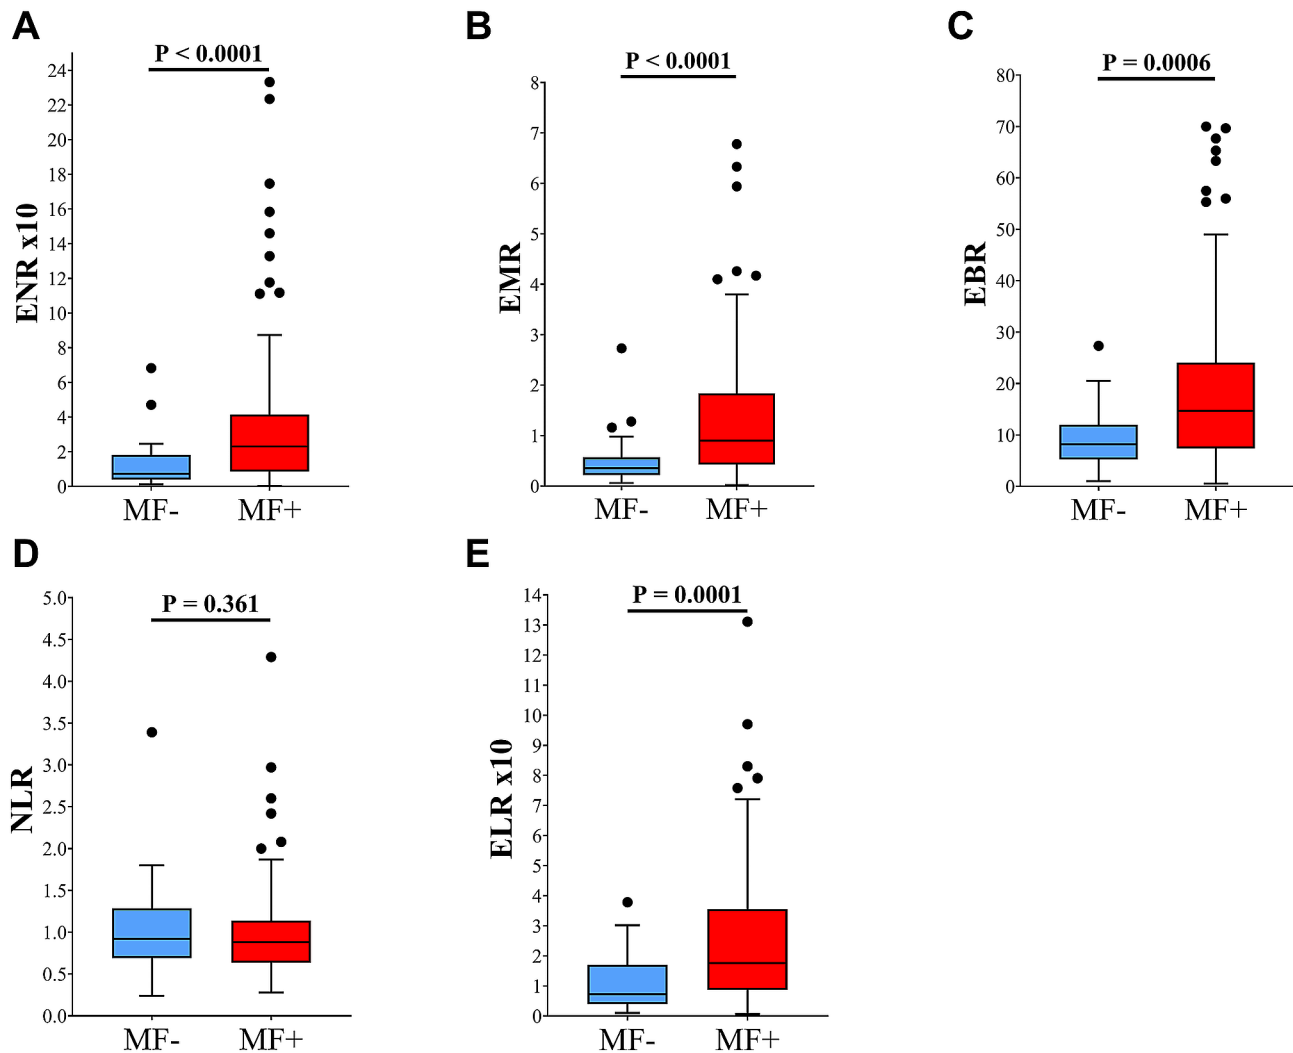 A
P < 0.0001
ENR x10
24
22
20
18
16
14
12
10
8
6
4
2
0
MF-
MF+
B
P < 0.0001
EMR
8
7
6
5
4
3
2
1
0
MF-
MF+
C
P = 0.0006
EBR
80
70
60
50
40
30
20
10
0
MF-
MF+
D
P = 0.361
NLR
5.0
4.5
4.0
3.5
3.0
2.5
2.0
1.5
1.0
0.5
0.0
MF-
MF+
E
P = 0.0001
ELR x10
14
13
12
11
10
9
8
7
6
5
4
3
2
1
0
MF-
MF+